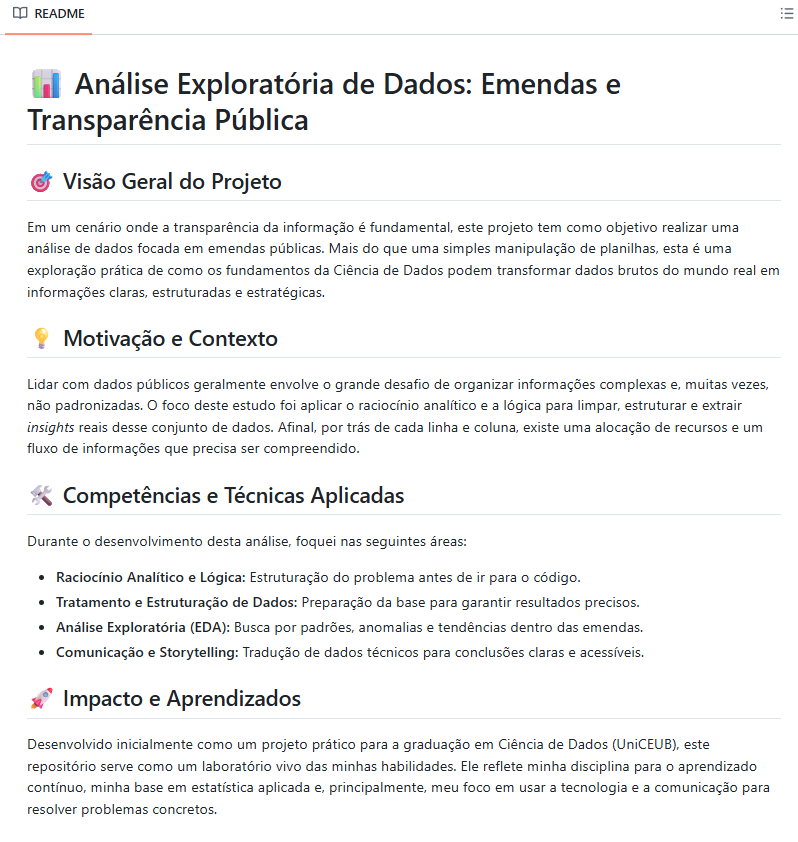 README
Análise Exploratória de Dados: Emendas e
Transparência Pública
Visão Geral do Projeto
Em um cenário onde a transparência da informação é fundamental, este projeto tem como objetivo realizar uma
análise de dados focada em emendas públicas. Mais do que uma simples manipulação de planilhas, esta é uma
exploração prática de como os fundamentos da Ciência de Dados podem transformar dados brutos do mundo real em
informações claras, estruturadas e estratégicas.
Motivação e Contexto
Lidar com dados públicos geralmente envolve o grande desafio de organizar informações complexas e, muitas vezes,
não padronizadas. O foco deste estudo foi aplicar o raciocínio analítico e a lógica para limpar, estruturar e extrair
insights reais desse conjunto de dados. Afinal, por trás de cada linha e coluna, existe uma alocação de recursos e um
fluxo de informações que precisa ser compreendido.
Competências e Técnicas Aplicadas
Durante o desenvolvimento desta análise, foquei nas seguintes áreas:
• Raciocínio Analítico e Lógica: Estruturação do problema antes de ir para o código.
• Tratamento e Estruturação de Dados: Preparação da base para garantir resultados precisos.
• Análise Exploratória (EDA): Busca por padrões, anomalias e tendências dentro das emendas.
• Comunicação e Storytelling: Tradução de dados técnicos para conclusões claras e acessíveis.
Impacto e Aprendizados
Desenvolvido inicialmente como um projeto prático para a graduação em Ciência de Dados (UniCEUB), este
repositório serve como um laboratório vivo das minhas habilidades. Ele reflete minha disciplina para o aprendizado
contínuo, minha base em estatística aplicada e, principalmente, meu foco em usar a tecnologia e a comunicação para
resolver problemas concretos.